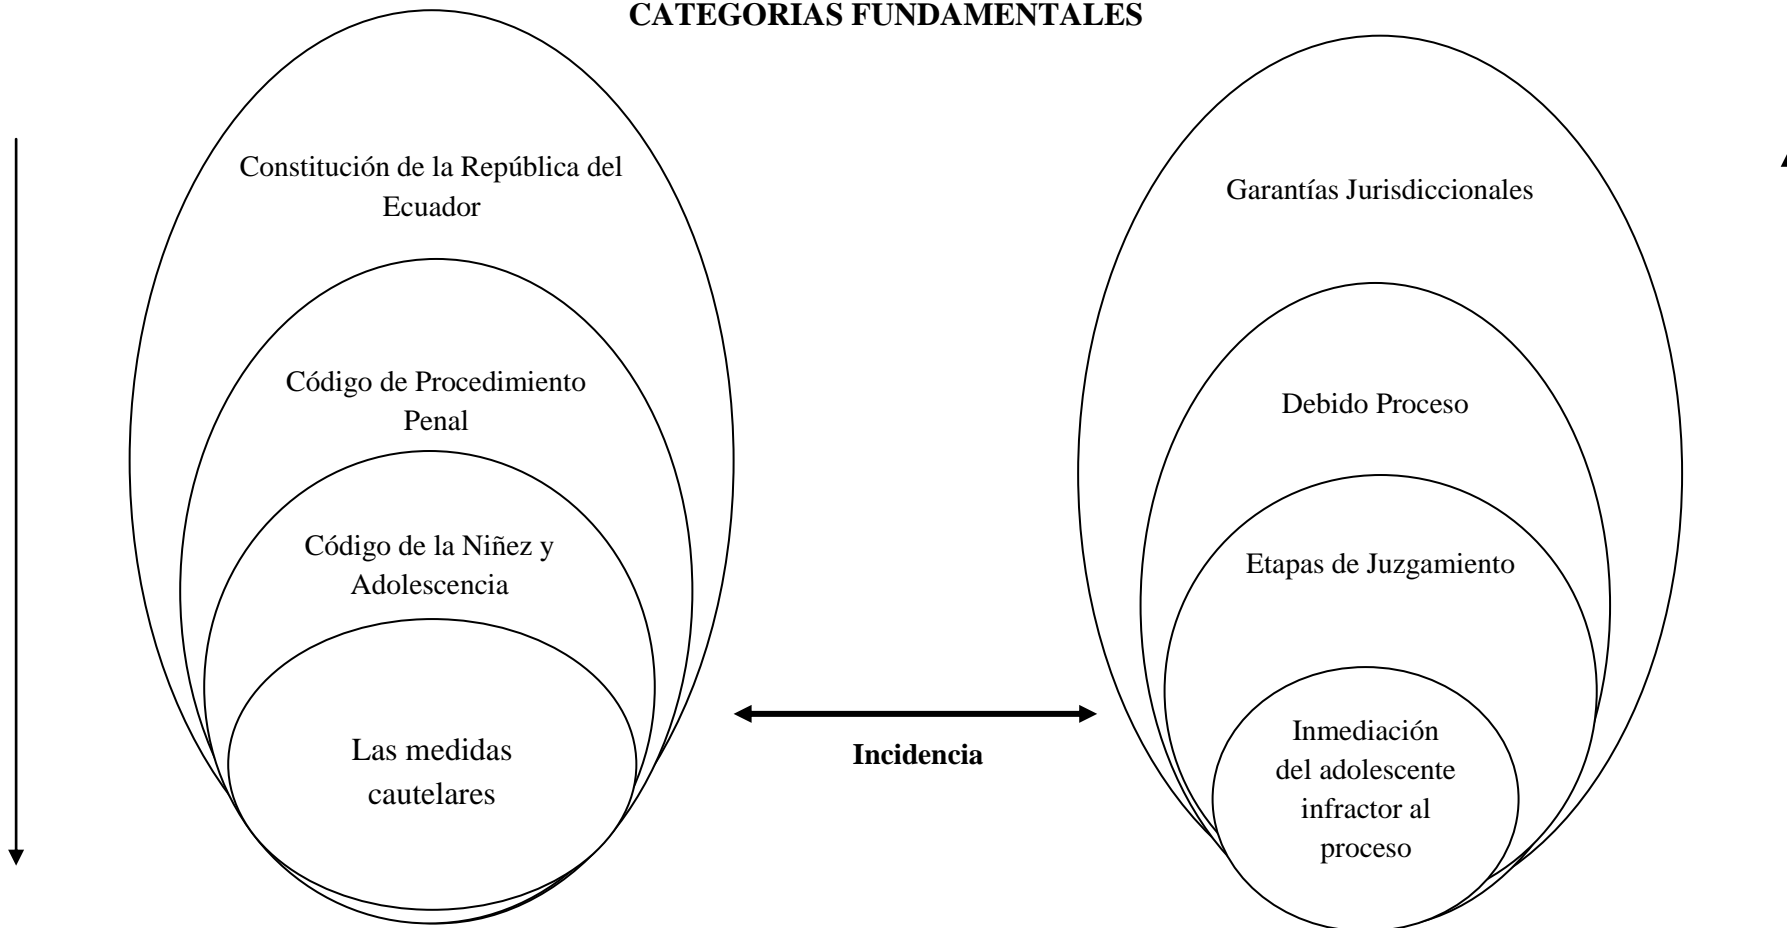 CATEGORIAS FUNDAMENTALES
Constitución de la República del
Ecuador
Código de Procedimiento
Penal
Código de la Niñez y
Adolescencia
Las medidas
cautelares
Incidencia
Garantías Jurisdiccionales
Debido Proceso
Etapas de Juzgamiento
Inmediación
del adolescente
infractor al
proceso